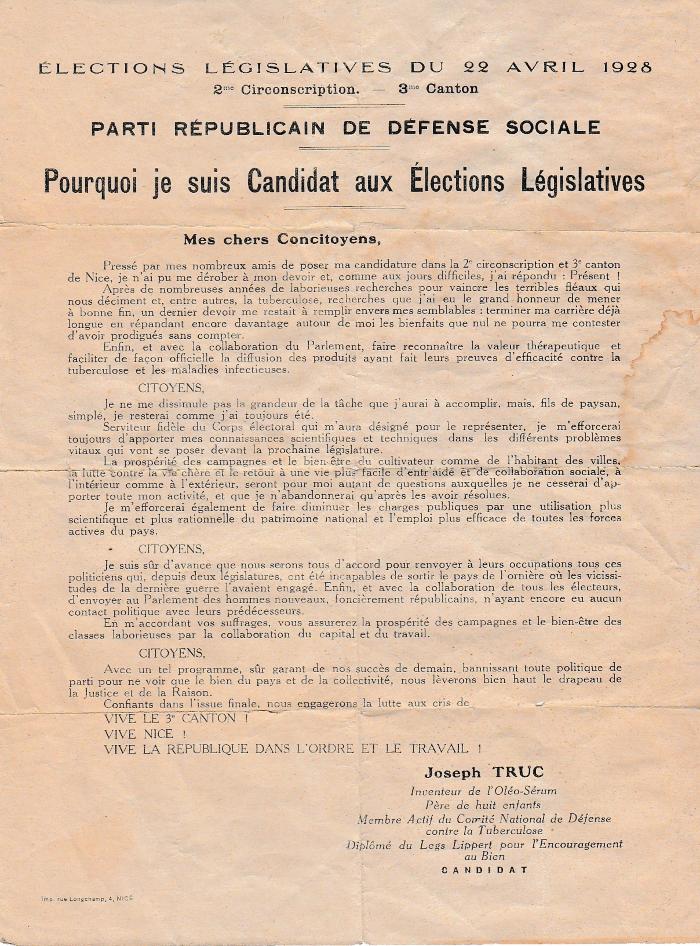 ÉLECTIONS LÉGISLATIVES DU 22 AVRIL 1928
2me Circonscription. — 3me Canton
PARTI RÉPUBLICAIN DE DÉFENSE SOCIALE
Pourquoi je suis Candidat aux Élections Législatives
Mes chers Concitoyens,
Pressé par mes nombreux amis de poser ma candidature dans la 2e circonscription et 3e canton
de Nice, je n'ai pu me dérober à mon devoir et, comme aux jours difficiles, j'ai répondu : Présent !
Après de nombreuses années de laborieuses recherches pour vaincre les terribles fléaux qui
nous déciment et, entre autres, la tuberculose, recherches que j'ai eu le grand honneur de mener
à bonne fin, un dernier devoir me restait à remplir envers mes semblables : terminer ma carrière déjà
longue en répandant encore davantage autour de moi les bienfaits que nul ne pourra me contester
d'avoir prodigués sans compter.
Enfin, et avec la collaboration du Parlement, faire reconnaître la valeur thérapeutique et
faciliter de façon officielle la diffusion des produits ayant fait leurs preuves d'efficacité contre la
tuberculose et les maladies infectieuses.
CITOYENS,
Je ne me dissimule pas la grandeur de la tâche que j'aurai à accomplir, mais, fils de paysan,
simple, je resterai comme j'ai toujours été.
Serviteur fidèle du Corps électoral qui m'aura désigné pour le représenter, je m'efforcerai
toujours d'apporter mes connaissances scientifiques et techniques dans les différents problèmes
vitaux qui vont se poser devant la prochaine législature.
La prospérité des campagnes et le bien-être du cultivateur comme de l'habitant des villes,
la lutte contre la vie chère et le retour à une vie plus facile d'entr'aide et de collaboration sociale, à
l'intérieur comme à l'extérieur, seront pour moi autant de questions auxquelles je ne cesserai d'ap-
porter toute mon activité, et que je n'abandonnerai qu'après les avoir résolues.
Je m'efforcerai également de faire diminuer les charges publiques par une utilisation plus
scientifique et plus rationnelle du patrimoine national et l'emploi plus efficace de toutes les forces
actives du pays.
CITOYENS,
Je suis sûr d'avance que nous serons tous d'accord pour renvoyer à leurs occupations tous ces
politiciens qui, depuis deux législatures, ont été incapables de sortir le pays de l'ornière où les vicissi-
tudes de la dernière guerre l'avaient engagé. Enfin, et avec la collaboration de tous les électeurs,
d'envoyer au Parlement des hommes nouveaux, foncièrement républicains, n'ayant encore eu aucun
contact politique avec leurs prédécesseurs.
En m'accordant vos suffrages, vous assurerez la prospérité des campagnes et le bien-être des
classes laborieuses par la collaboration du capital et du travail.
CITOYENS,
Avec un tel programme, sûr garant de nos succès de demain, bannissant toute politique de
parti pour ne voir que le bien du pays et de la collectivité, nous lèverons bien haut le drapeau de
la Justice et de la Raison.
Confiants dans l'issue finale, nous engagerons la lutte aux cris de
VIVE LE 3e CANTON !
VIVE NICE !
VIVE LA REPUBLIQUE DANS L'ORDRE ET LE TRAVAIL !
Joseph TRUC
Inventeur de l'Oléo-Sérum
Père de huit enfants
Membre Actif du Comité National de Défense
contre la Tuberculose
Diplômé du Legs Lippert pour l'Encouragement
au Bien
CANDIDAT
Imp. rue Longchamp, 4, NICE